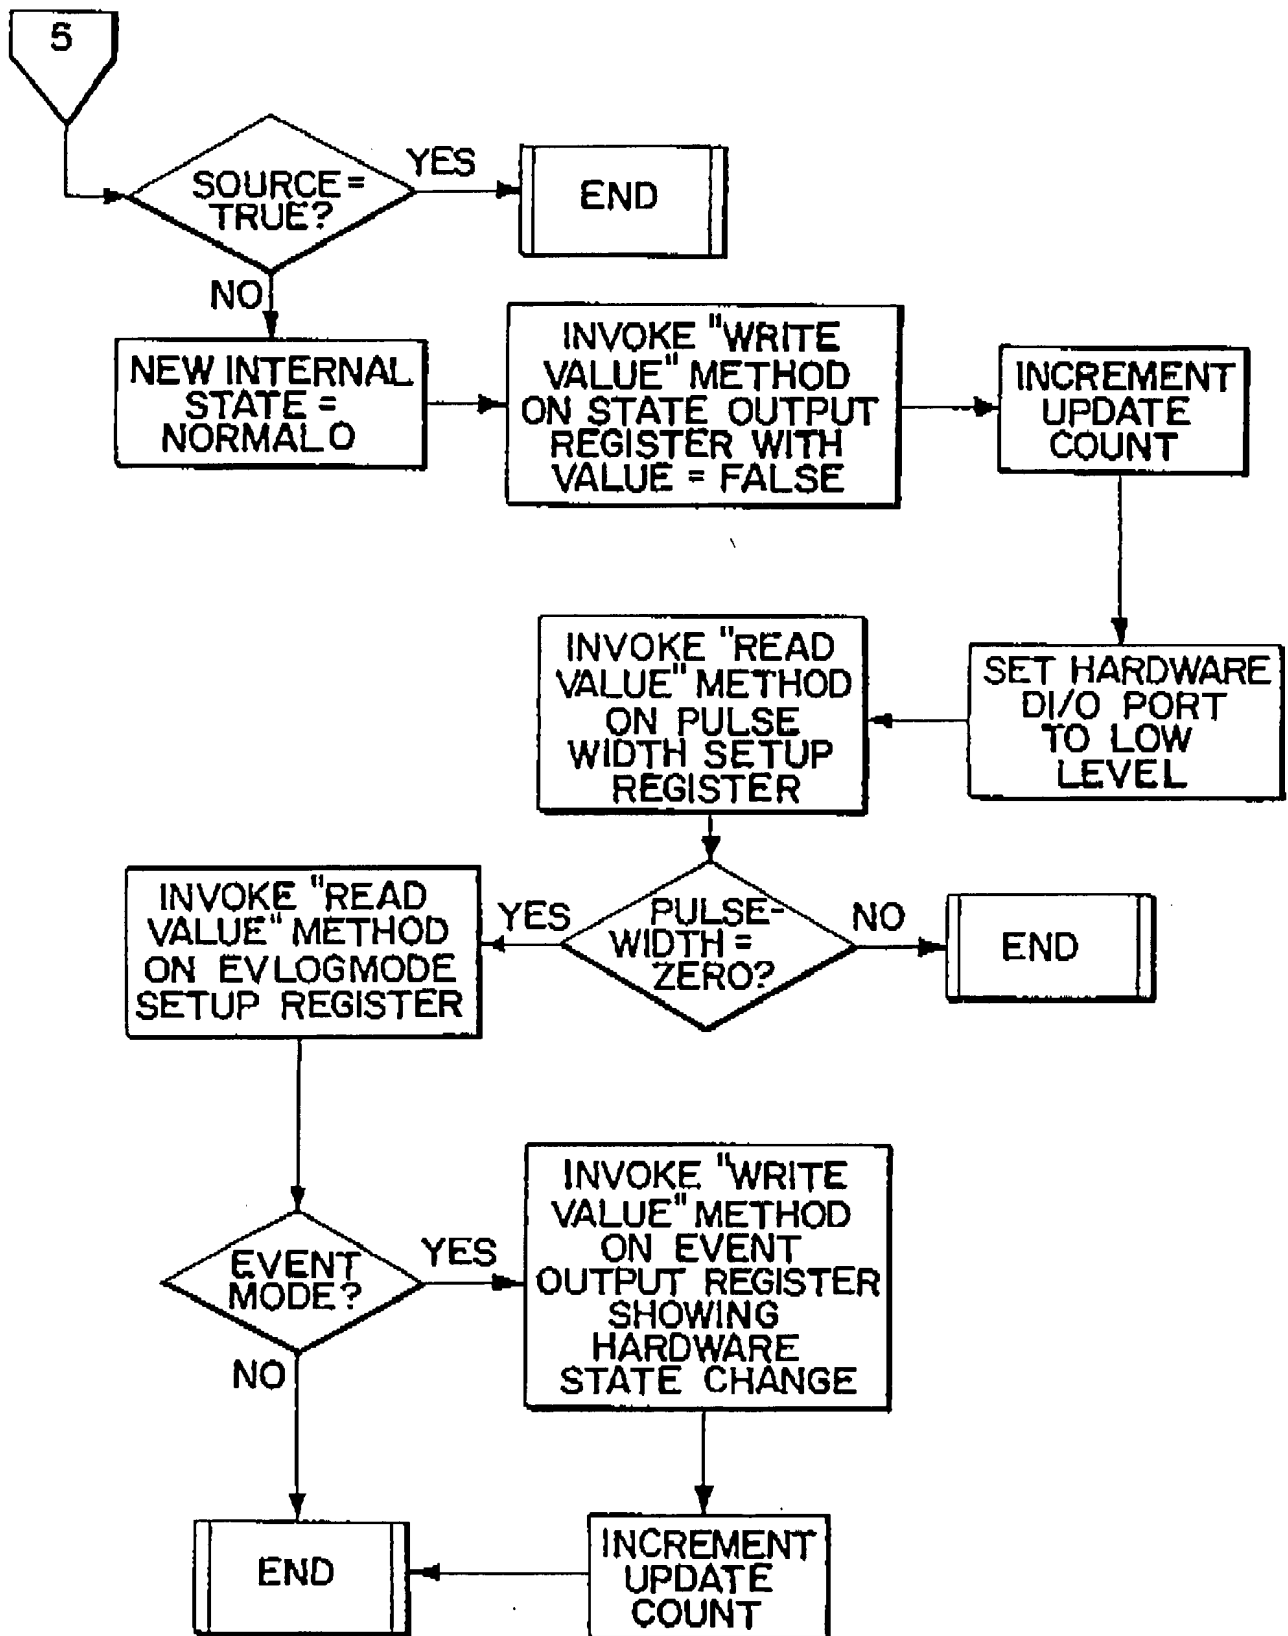 5
SOURCE=
TRUE?
YES
END
NO
NEW INTERNAL
STATE =
NORMAL0
INVOKE "WRITE
VALUE" METHOD
ON STATE OUTPUT
REGISTER WITH
VALUE = FALSE
INCREMENT
UPDATE
COUNT
SET HARDWARE
DI/O PORT
TO LOW
LEVEL
INVOKE "READ
VALUE" METHOD
ON PULSE
WIDTH SETUP
REGISTER
PULSE-
WIDTH =
ZERO?
NO
END
YES
INVOKE "READ
VALUE" METHOD
ON EVLOGMODE
SETUP REGISTER
EVENT
MODE?
YES
INVOKE "WRITE
VALUE" METHOD
ON EVENT
OUTPUT REGISTER
SHOWING
HARDWARE
STATE CHANGE
NO
INCREMENT
UPDATE
COUNT
END